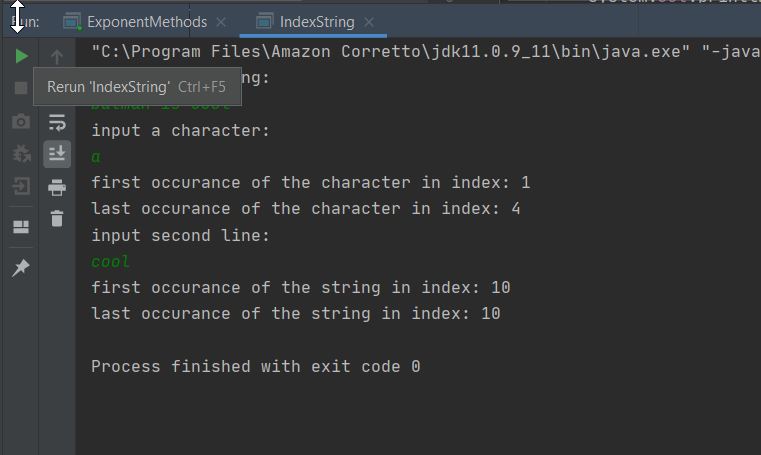 Run: ExponentMethods × IndexString ×
"C:\Program Files\Amazon Corretto\jdk11.0.9_11\bin\java.exe" "-java
Rerun 'IndexString' Ctrl+F5
input a character:
a
first occurance of the character in index: 1
last occurance of the character in index: 4
input second line:
cool
first occurance of the string in index: 10
last occurance of the string in index: 10
Process finished with exit code 0